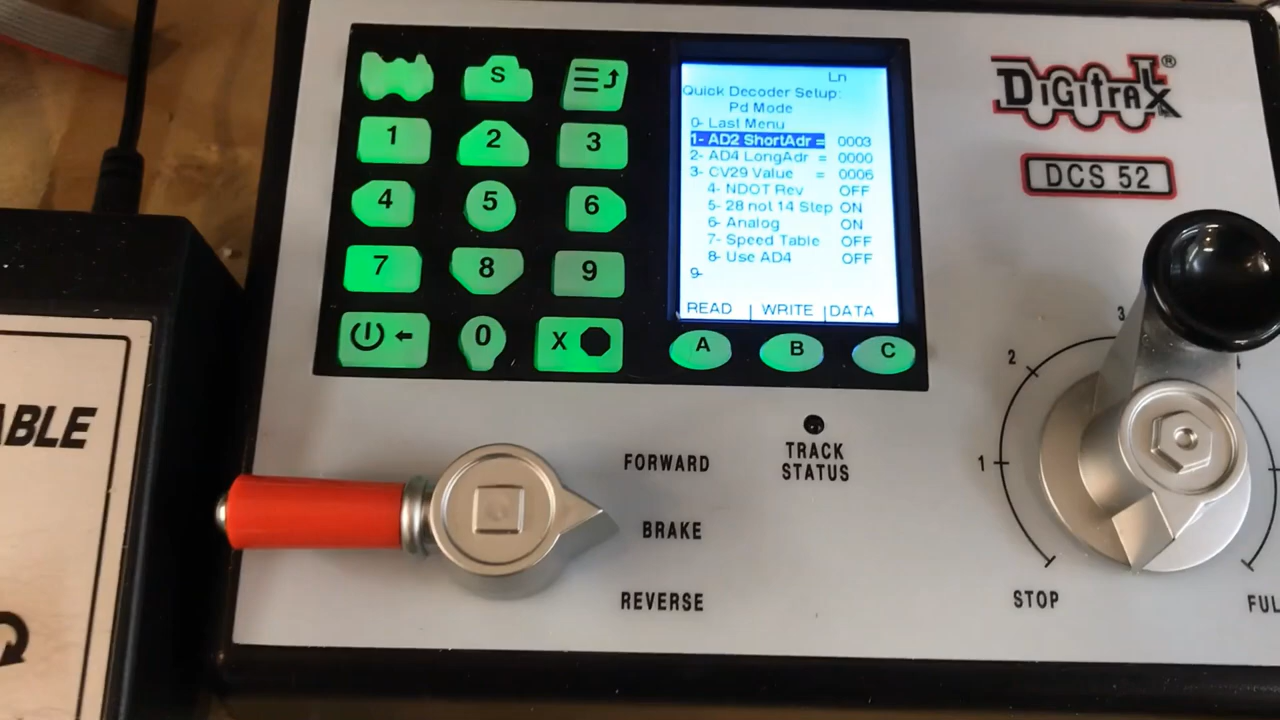 S
1
2
3
4
5
6
7
8
9
0
X
Ln
Quick Decoder Setup:
Pd Mode
0- Last Menu
1- AD2 ShortAdr = 0003
2- AD4 LongAdr = 0000
3- CV29 Value = 0006
4- NDOT Rev OFF
5- 28 not 14 Step ON
6- Analog ON
7- Speed Table OFF
8- Use AD4 OFF
9-
READ | WRITE | DATA
A B C
DIGITRAX®
DCS 52
ABLE
FORWARD
BRAKE
REVERSE
TRACK
STATUS
1
2
3
STOP
FUL